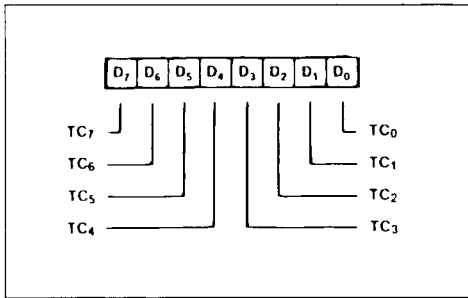 D₇ D₆ D₅ D₄ D₃ D₂ D₁ D₀
TC₇ TC₀
TC₆ TC₁
TC₅ TC₂
TC₄ TC₃